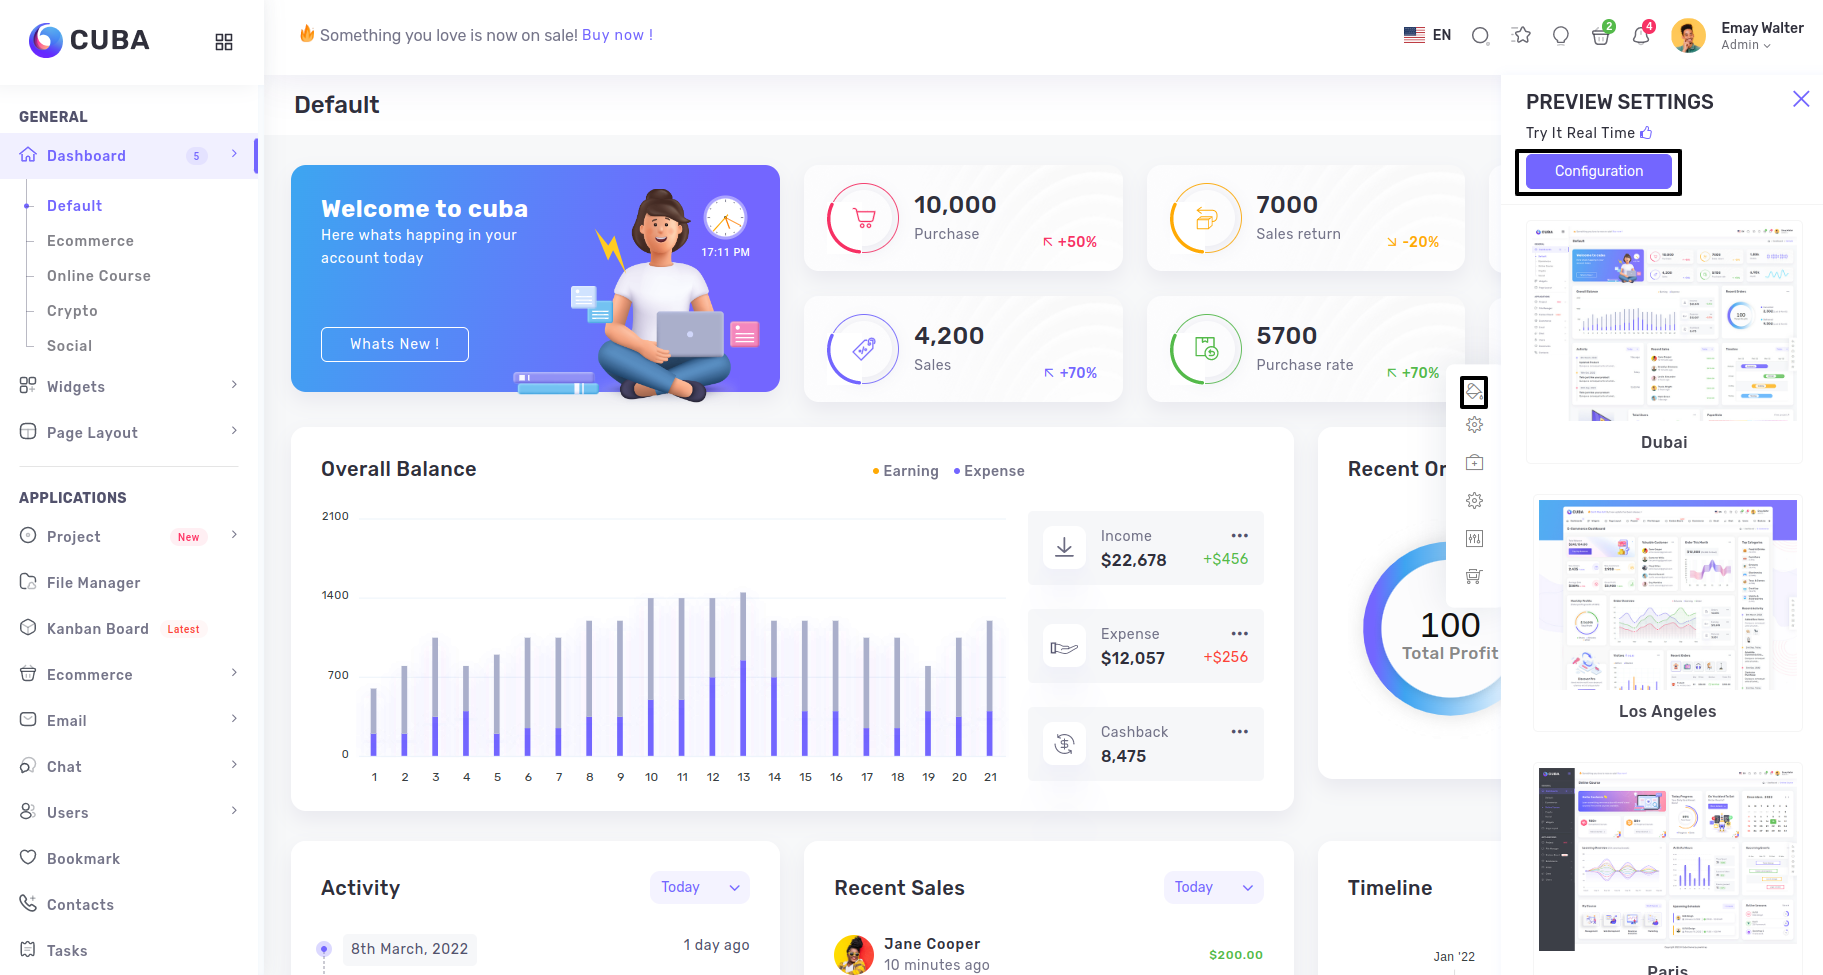 CUBA
Something you love is now on sale! Buy now !
EN
2
4
Emay Walter
Admin
GENERAL
Dashboard
5
Default
Ecommerce
Online Course
Crypto
Social
Widgets
Page Layout
APPLICATIONS
Project
New
File Manager
Kanban Board
Latest
Ecommerce
Email
Chat
Users
Bookmark
Contacts
Tasks
Default
Welcome to cuba
Here whats happing in your
account today
Whats New !
17:11 PM
10,000
Purchase
+50%
7000
Sales return
-20%
4,200
Sales
+70%
5700
Purchase rate
+70%
Overall Balance
Earning
Expense
2100
1400
700
0
1 2 3 4 5 6 7 8 9 10 11 12 13 14 15 16 17 18 19 20 21
Income
$22,678
+$456
Expense
$12,057
+$256
Cashback
8,475
Recent Or
100
Total Profit
Activity
Today
8th March, 2022
1 day ago
Recent Sales
Today
Jane Cooper
10 minutes ago
$200.00
Timeline
Jan '22
PREVIEW SETTINGS
Try It Real Time
Configuration
Dubai
CUBA
Los Angeles
CUBA
Paris